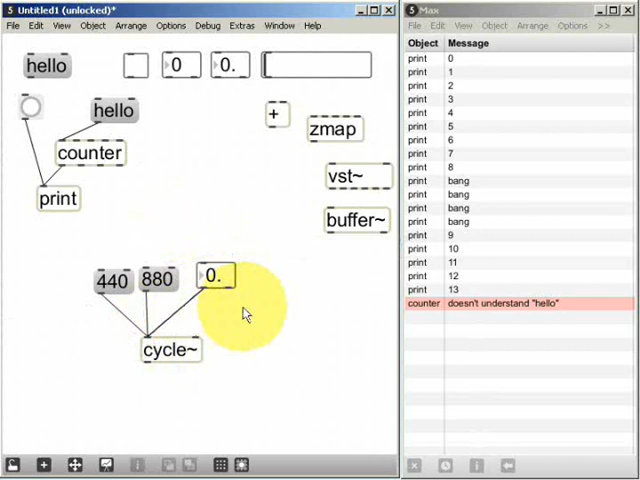 5 Untitled1 (unlocked)*
File Edit View Object Arrange Options Debug Extras Window Help
hello
0
0.
hello
+
zmap
counter
vst~
print
buffer~
440
880
0.
cycle~
5 Max
File Edit View Object Arrange Options >>
Object Message
print 0
print 1
print 2
print 3
print 4
print 5
print 6
print 7
print 8
print bang
print bang
print bang
print bang
print 9
print 10
print 11
print 12
print 13
counter doesn't understand "hello"